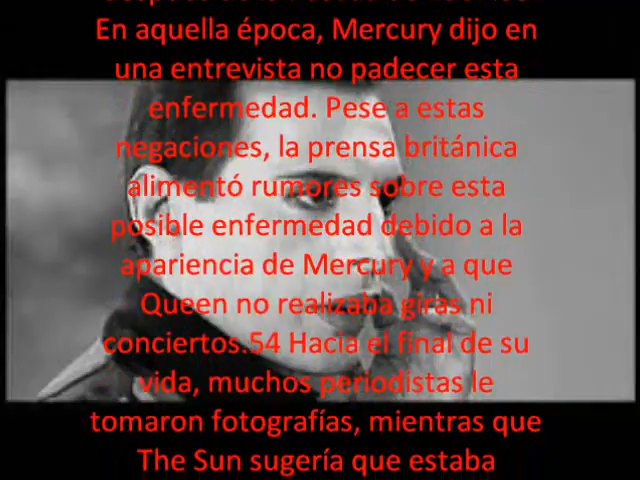 En aquella época, Mercury dijo en
una entrevista no padecer esta
enfermedad. Pese a estas
negaciones, la prensa británica
alimentó rumores sobre esta
posible enfermedad debido a la
apariencia de Mercury y a que
Queen no realizaba giras ni
conciertos.54 Hacia el final de su
vida, muchos periodistas le
tomaron fotografías, mientras que
The Sun sugería que estaba